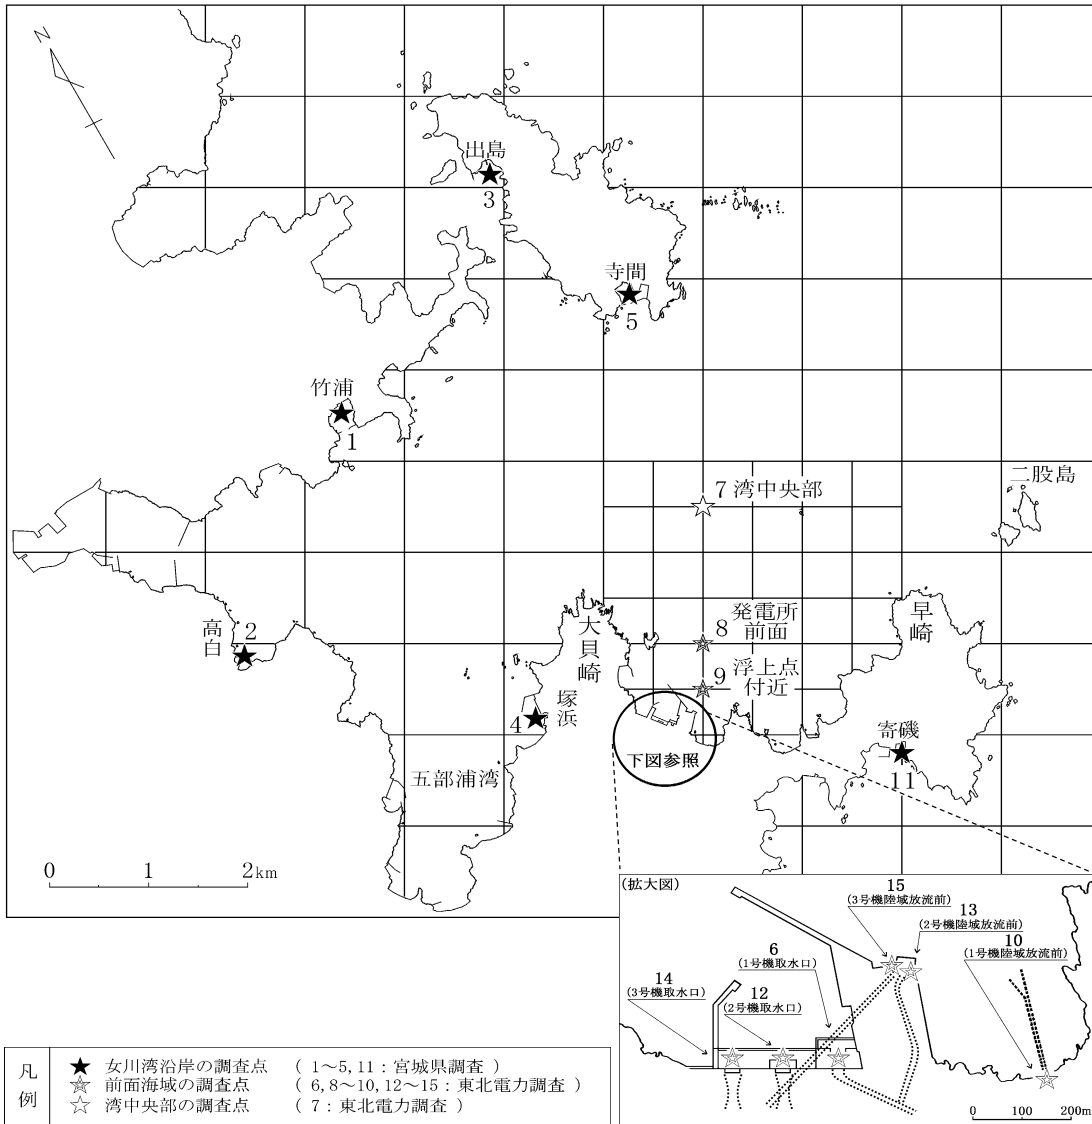 N
出島
3
寺間
5
竹浦
1
二股島
7 湾中央部
発電所
前面
8
早崎
大貝崎
高白
2
浮上点
付近
9
塚浜
4
下図参照
寄磯
11
五部浦湾
0 1 2km
(拡大図)
15
(3号機陸域放流前)
13
(2号機陸域放流前)
10
(1号機陸域放流前)
6
(1号機取水口)
14
(3号機取水口)
12
(2号機取水口)
0 100 200m
凡例
★ 女川湾沿岸の調査点 ( 1~5, 11 : 宮城県調査 )
前面海域の調査点 ( 6, 8~10, 12~15 : 東北電力調査 )
☆ 湾中央部の調査点 ( 7 : 東北電力調査 )